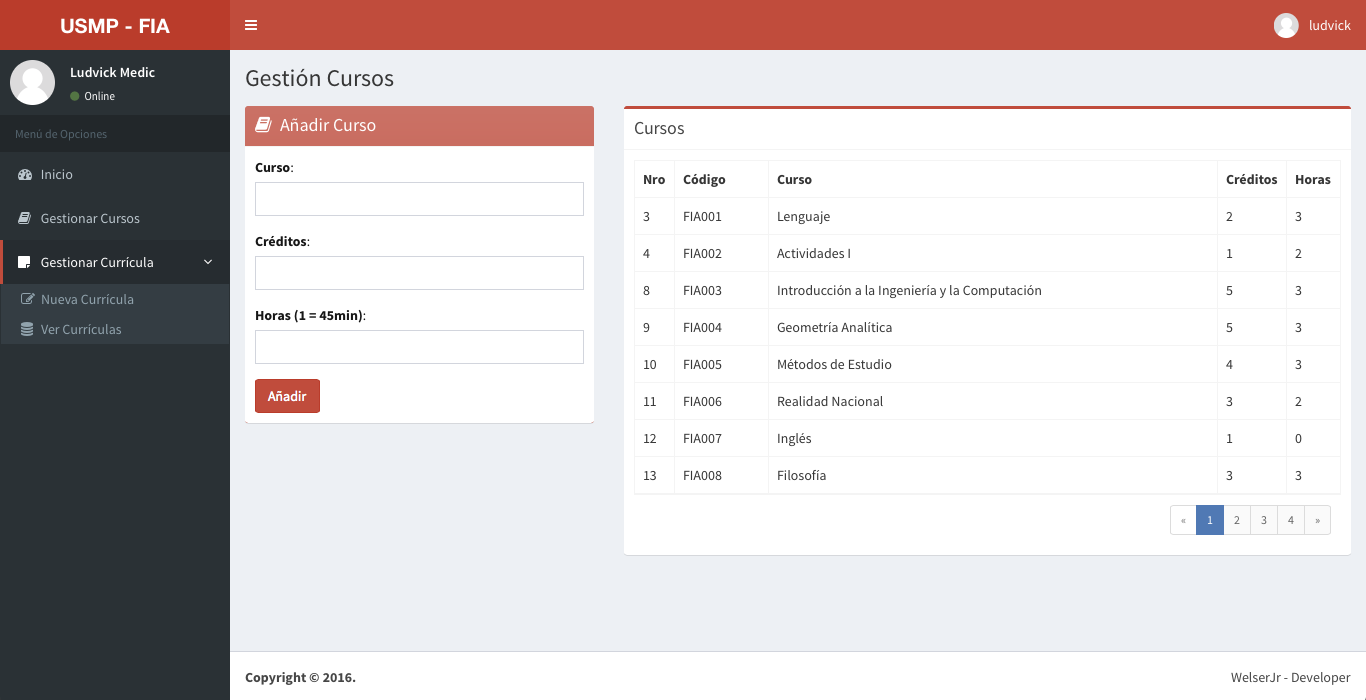 USMP - FIA
ludvick
Ludvick Medic
Online
Menú de Opciones
Inicio
Gestionar Cursos
Gestionar Currícula
Nueva Currícula
Ver Currículas
Gestión Cursos
Añadir Curso
Curso:
Créditos:
Horas (1 = 45min):
Añadir
Cursos
Nro Código Curso Créditos Horas
3 FIA001 Lenguaje 2 3
4 FIA002 Actividades I 1 2
8 FIA003 Introducción a la Ingeniería y la Computación 5 3
9 FIA004 Geometría Analítica 5 3
10 FIA005 Métodos de Estudio 4 3
11 FIA006 Realidad Nacional 3 2
12 FIA007 Inglés 1 0
13 FIA008 Filosofía 3 3
« 1 2 3 4 »
Copyright © 2016.
WelserJr - Developer